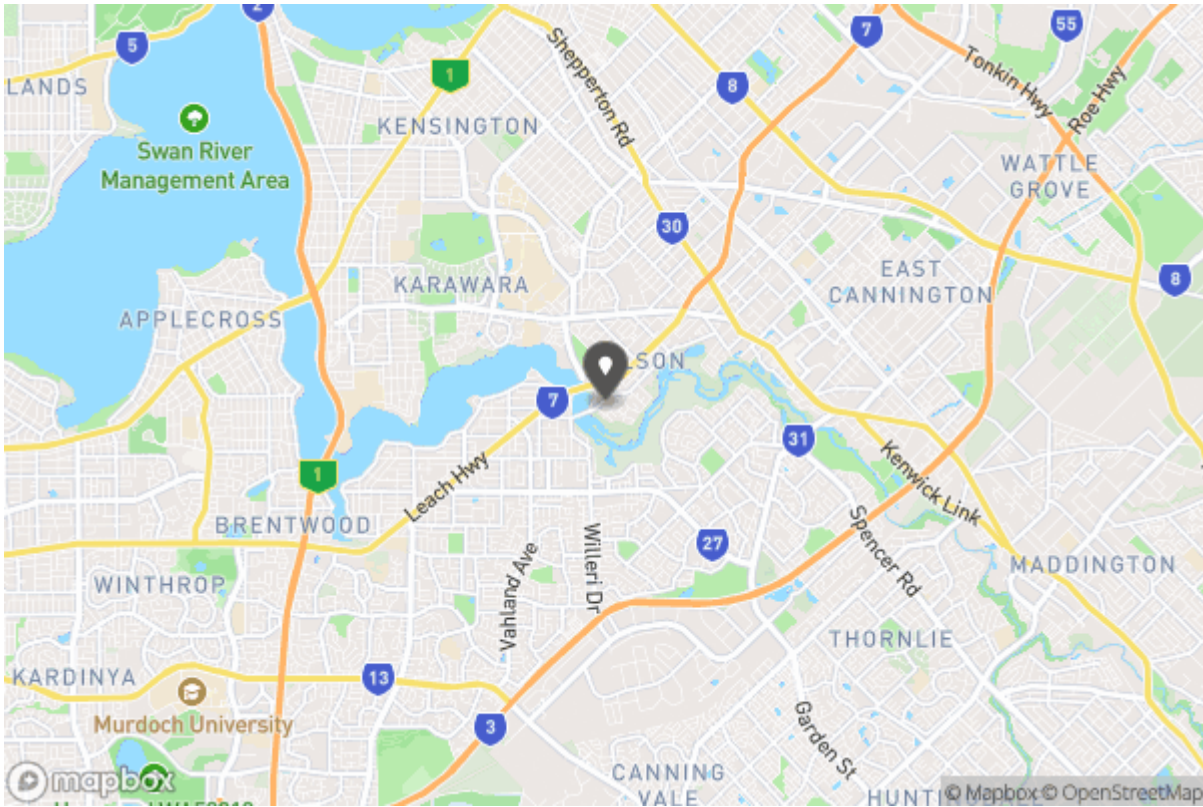 2
5
55
7
LANDS
Shepperton Rd
Tonkin Hwy
1
8
Roe Hwy
KENSINGTON
Swan River
Management Area
WATTLE
GROVE
30
EAST
CANNINGTON
8
KARAWARA
APPLECROSS
LSON
7
31
1
Leach Hwy
Kenwick Link
BRENTWOOD
Willeri Dr
27
Spencer Rd
Vahland Ave
MADDINGTON
WINTHROP
THORNLIE
KARDINYA
13
Murdoch University
3
Garden St
CANNING
VALE
mapbox
© Mapbox © OpenStreetMap